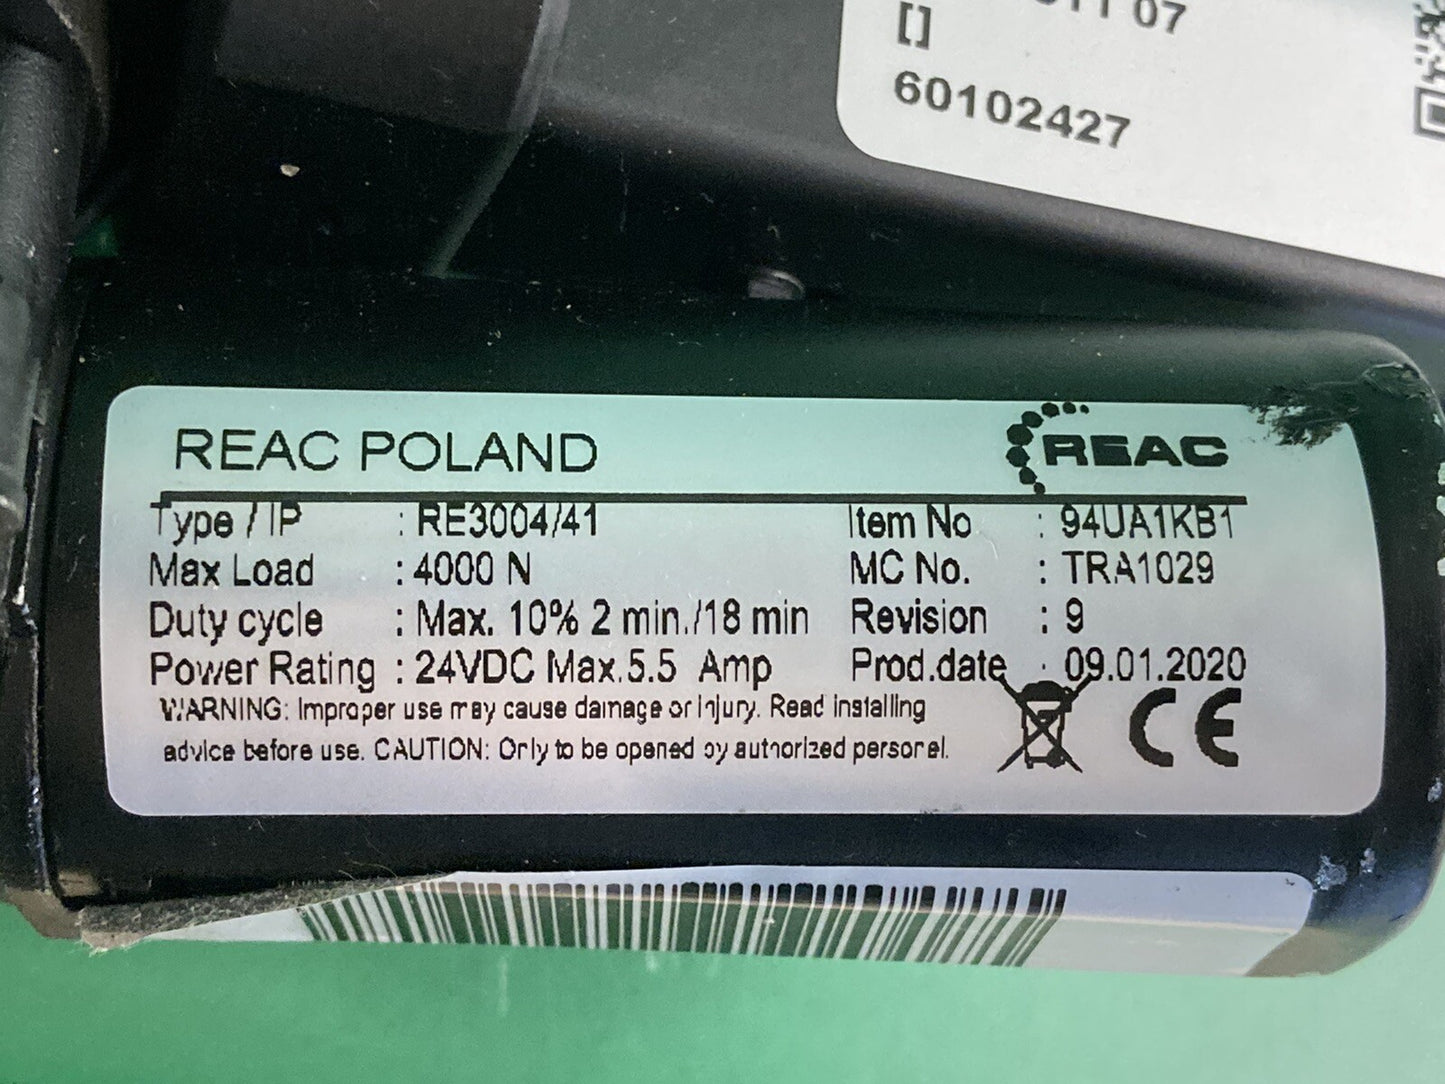 07
[]
60102427
REAC POLAND
REAC
Type / IP : RE3004/41 Item No : 94UA1KB1
Max Load : 4000 N MC No. : TRA1029
Duty cycle : Max. 10% 2 min./18 min Revision : 9
Power Rating : 24VDC Max.5.5 Amp Prod.date : 09.01.2020
WARNING: Improper use may cause damage or injury. Read installing
advice before use. CAUTION: Only to be opened by authorized personel.
CE